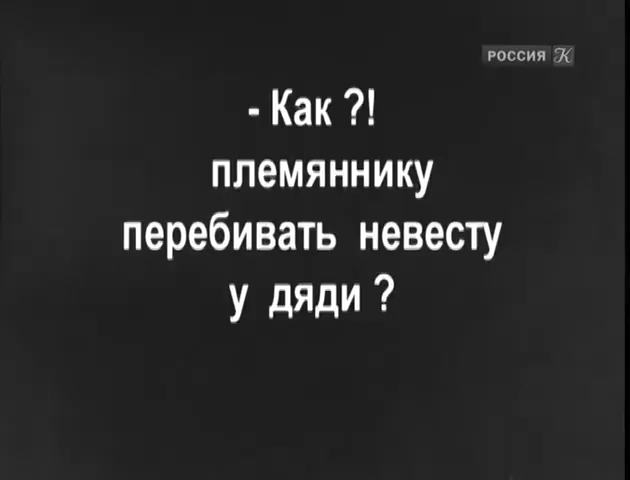 РОССИЯ К
- Как ?!
племяннику
перебивать невесту
у дяди ?